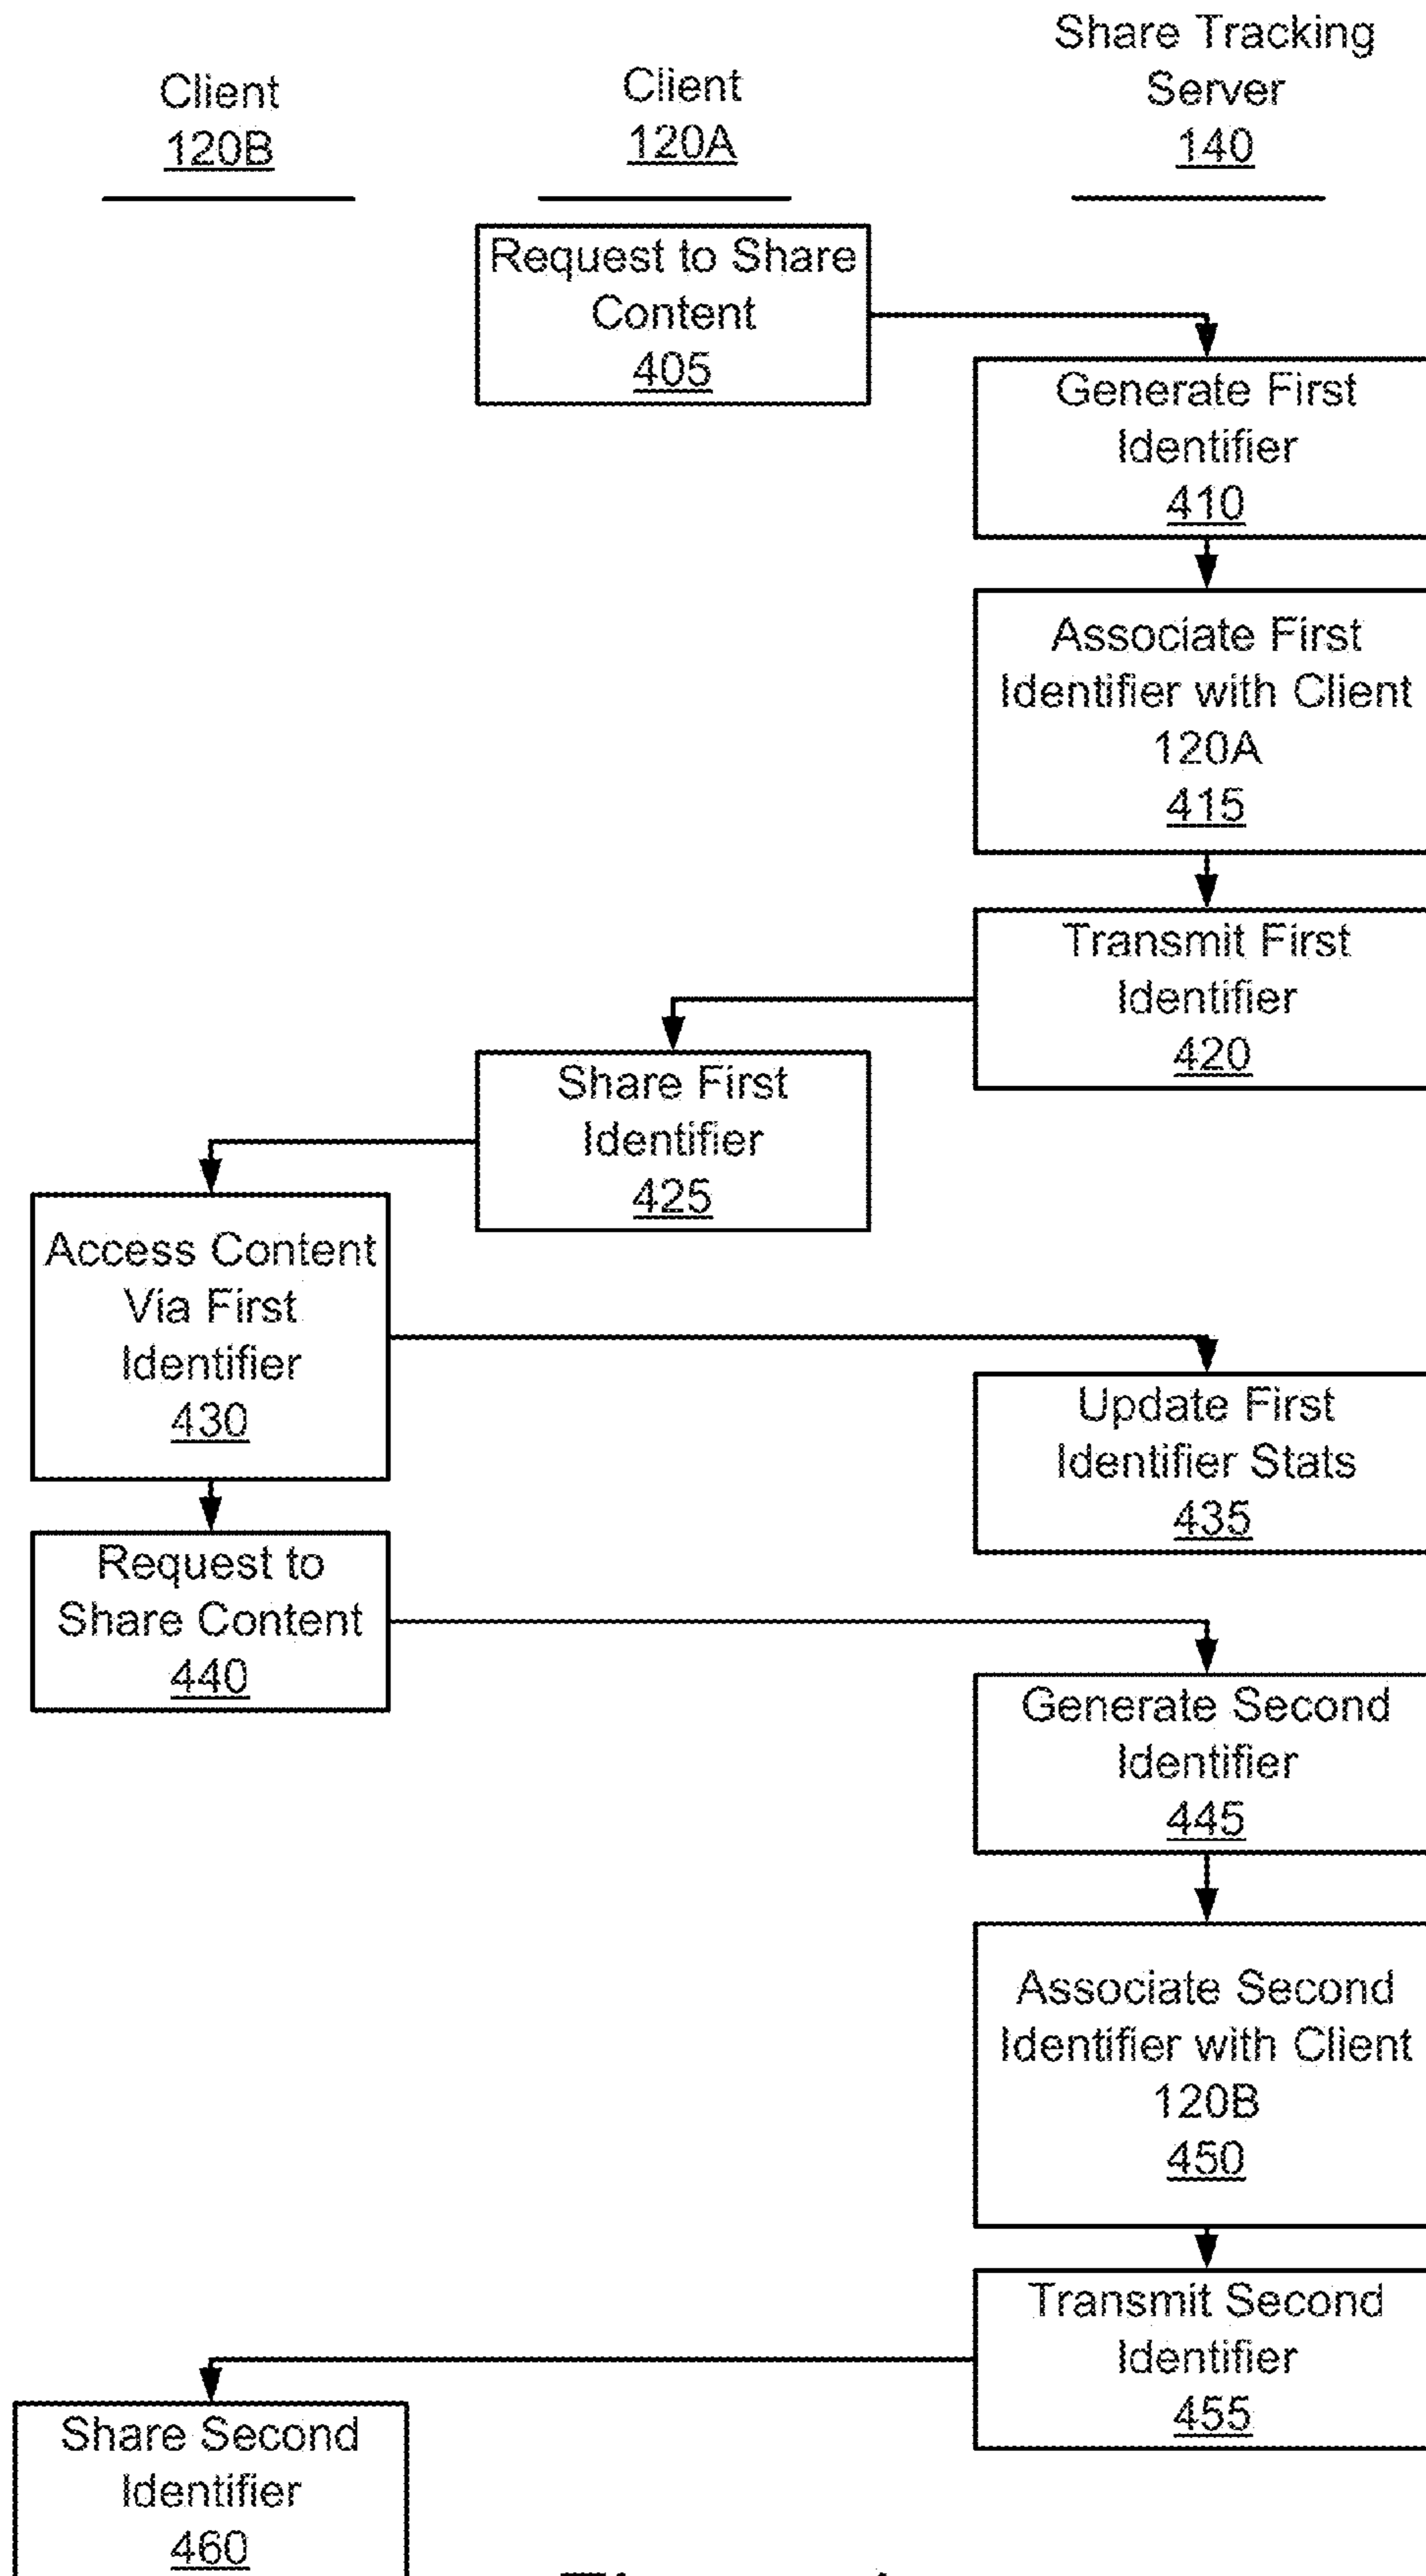 Client
120B
Client
120A
Share Tracking
Server
140
Request to Share
Content
405
Generate First
Identifier
410
Associate First
Identifier with Client
120A
415
Transmit First
Identifier
420
Share First
Identifier
425
Access Content
Via First
Identifier
430
Update First
Identifier Stats
435
Request to
Share Content
440
Generate Second
Identifier
445
Associate Second
Identifier with Client
120B
450
Transmit Second
Identifier
455
Share Second
Identifier
460